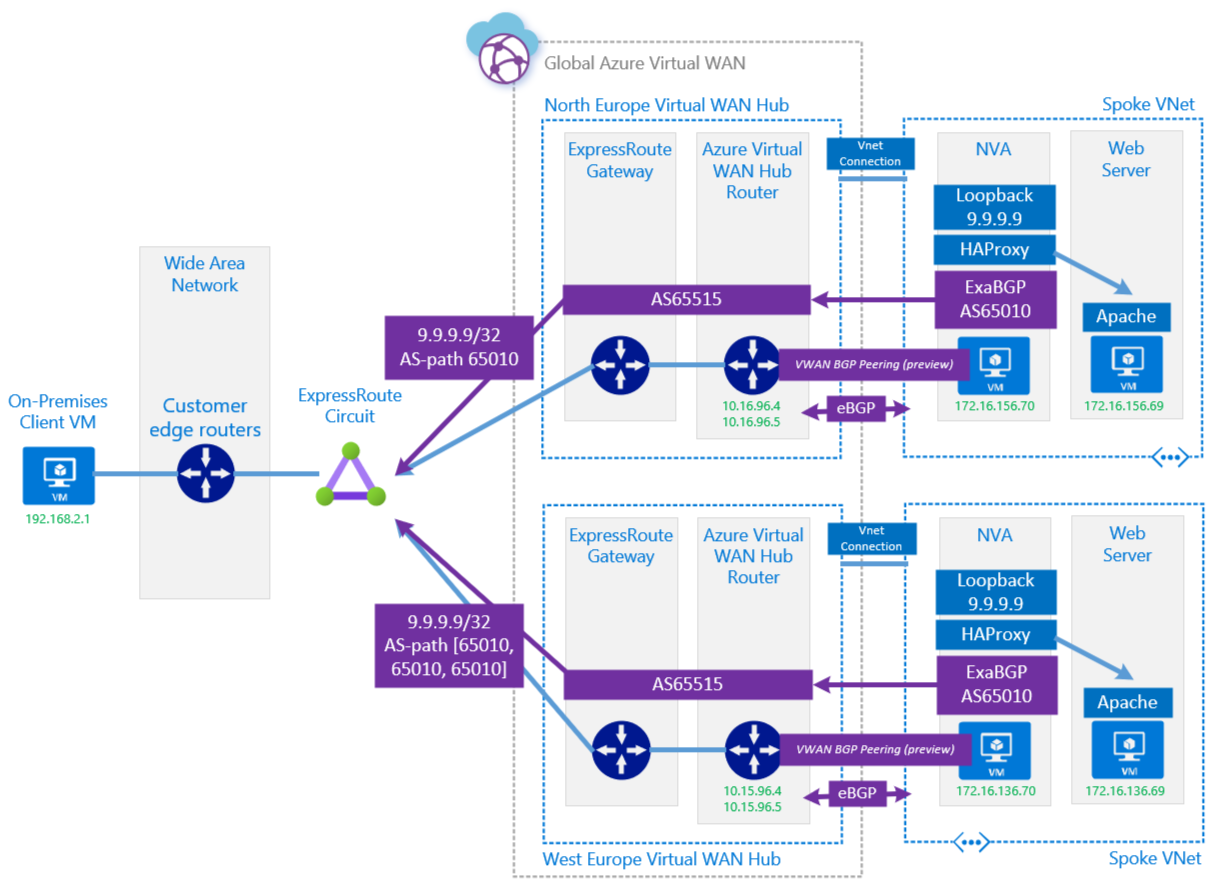 Global Azure Virtual WAN
North Europe Virtual WAN Hub
Spoke VNet
ExpressRoute
Gateway
Azure Virtual
WAN Hub
Router
Vnet
Connection
NVA
Web
Server
Loopback
9.9.9.9
HAProxy
ExaBGP
AS65010
Apache
AS65515
VWAN BGP Peering (preview)
VM
VM
172.16.156.70
172.16.156.69
10.16.96.4
10.16.96.5
eBGP
Wide Area
Network
9.9.9.9/32
AS-path 65010
On-Premises
Client VM
Customer
edge routers
ExpressRoute
Circuit
VM
192.168.2.1
ExpressRoute
Gateway
Azure Virtual
WAN Hub
Router
Vnet
Connection
NVA
Web
Server
Loopback
9.9.9.9
HAProxy
9.9.9.9/32
AS-path [65010,
65010, 65010]
AS65515
ExaBGP
AS65010
Apache
VWAN BGP Peering (preview)
VM
VM
10.15.96.4
10.15.96.5
eBGP
172.16.136.70
172.16.136.69
West Europe Virtual WAN Hub
Spoke VNet